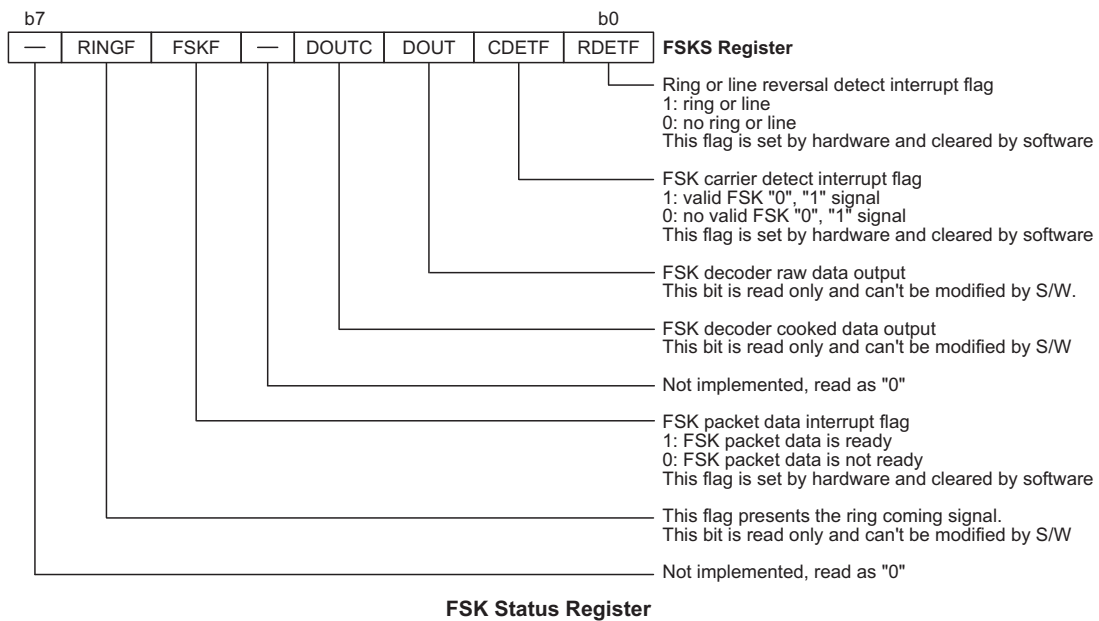 b7 b0
— RINGF FSKF — DOUTC DOUT CDETF RDETF FSKS Register
Ring or line reversal detect interrupt flag
1: ring or line
0: no ring or line
This flag is set by hardware and cleared by software
FSK carrier detect interrupt flag
1: valid FSK "0", "1" signal
0: no valid FSK "0", "1" signal
This flag is set by hardware and cleared by software
FSK decoder raw data output
This bit is read only and can't be modified by S/W.
FSK decoder cooked data output
This bit is read only and can't be modified by S/W
Not implemented, read as "0"
FSK packet data interrupt flag
1: FSK packet data is ready
0: FSK packet data is not ready
This flag is set by hardware and cleared by software
This flag presents the ring coming signal.
This bit is read only and can't be modified by S/W
Not implemented, read as "0"
FSK Status Register